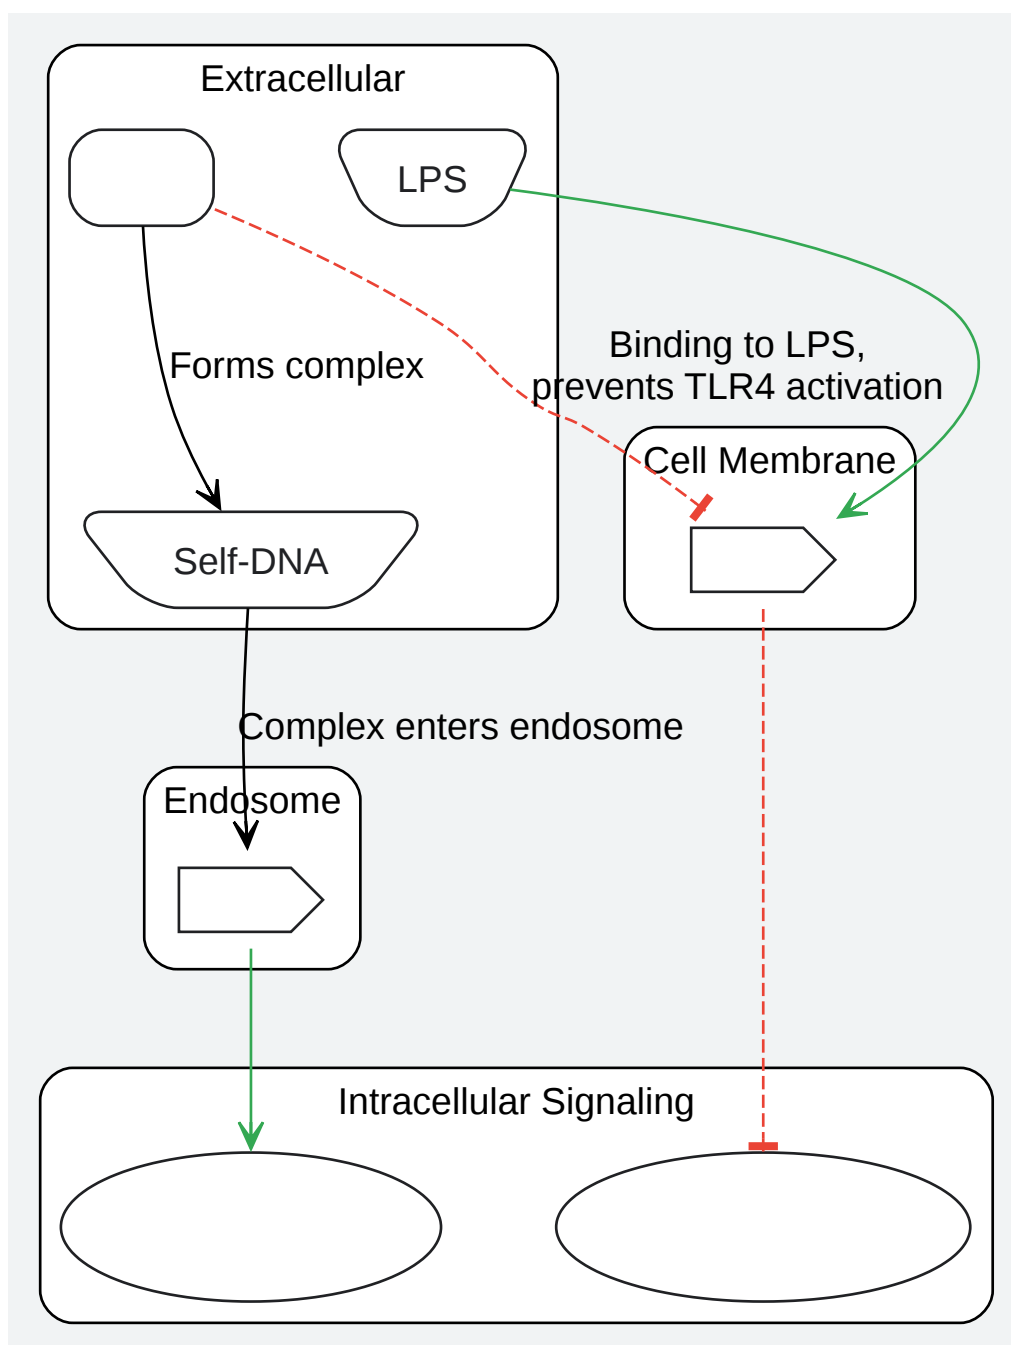 Extracellular
LPS
Forms complex
Binding to LPS,
prevents TLR4 activation
Cell Membrane
Self-DNA
Complex enters endosome
Endosome
Intracellular Signaling